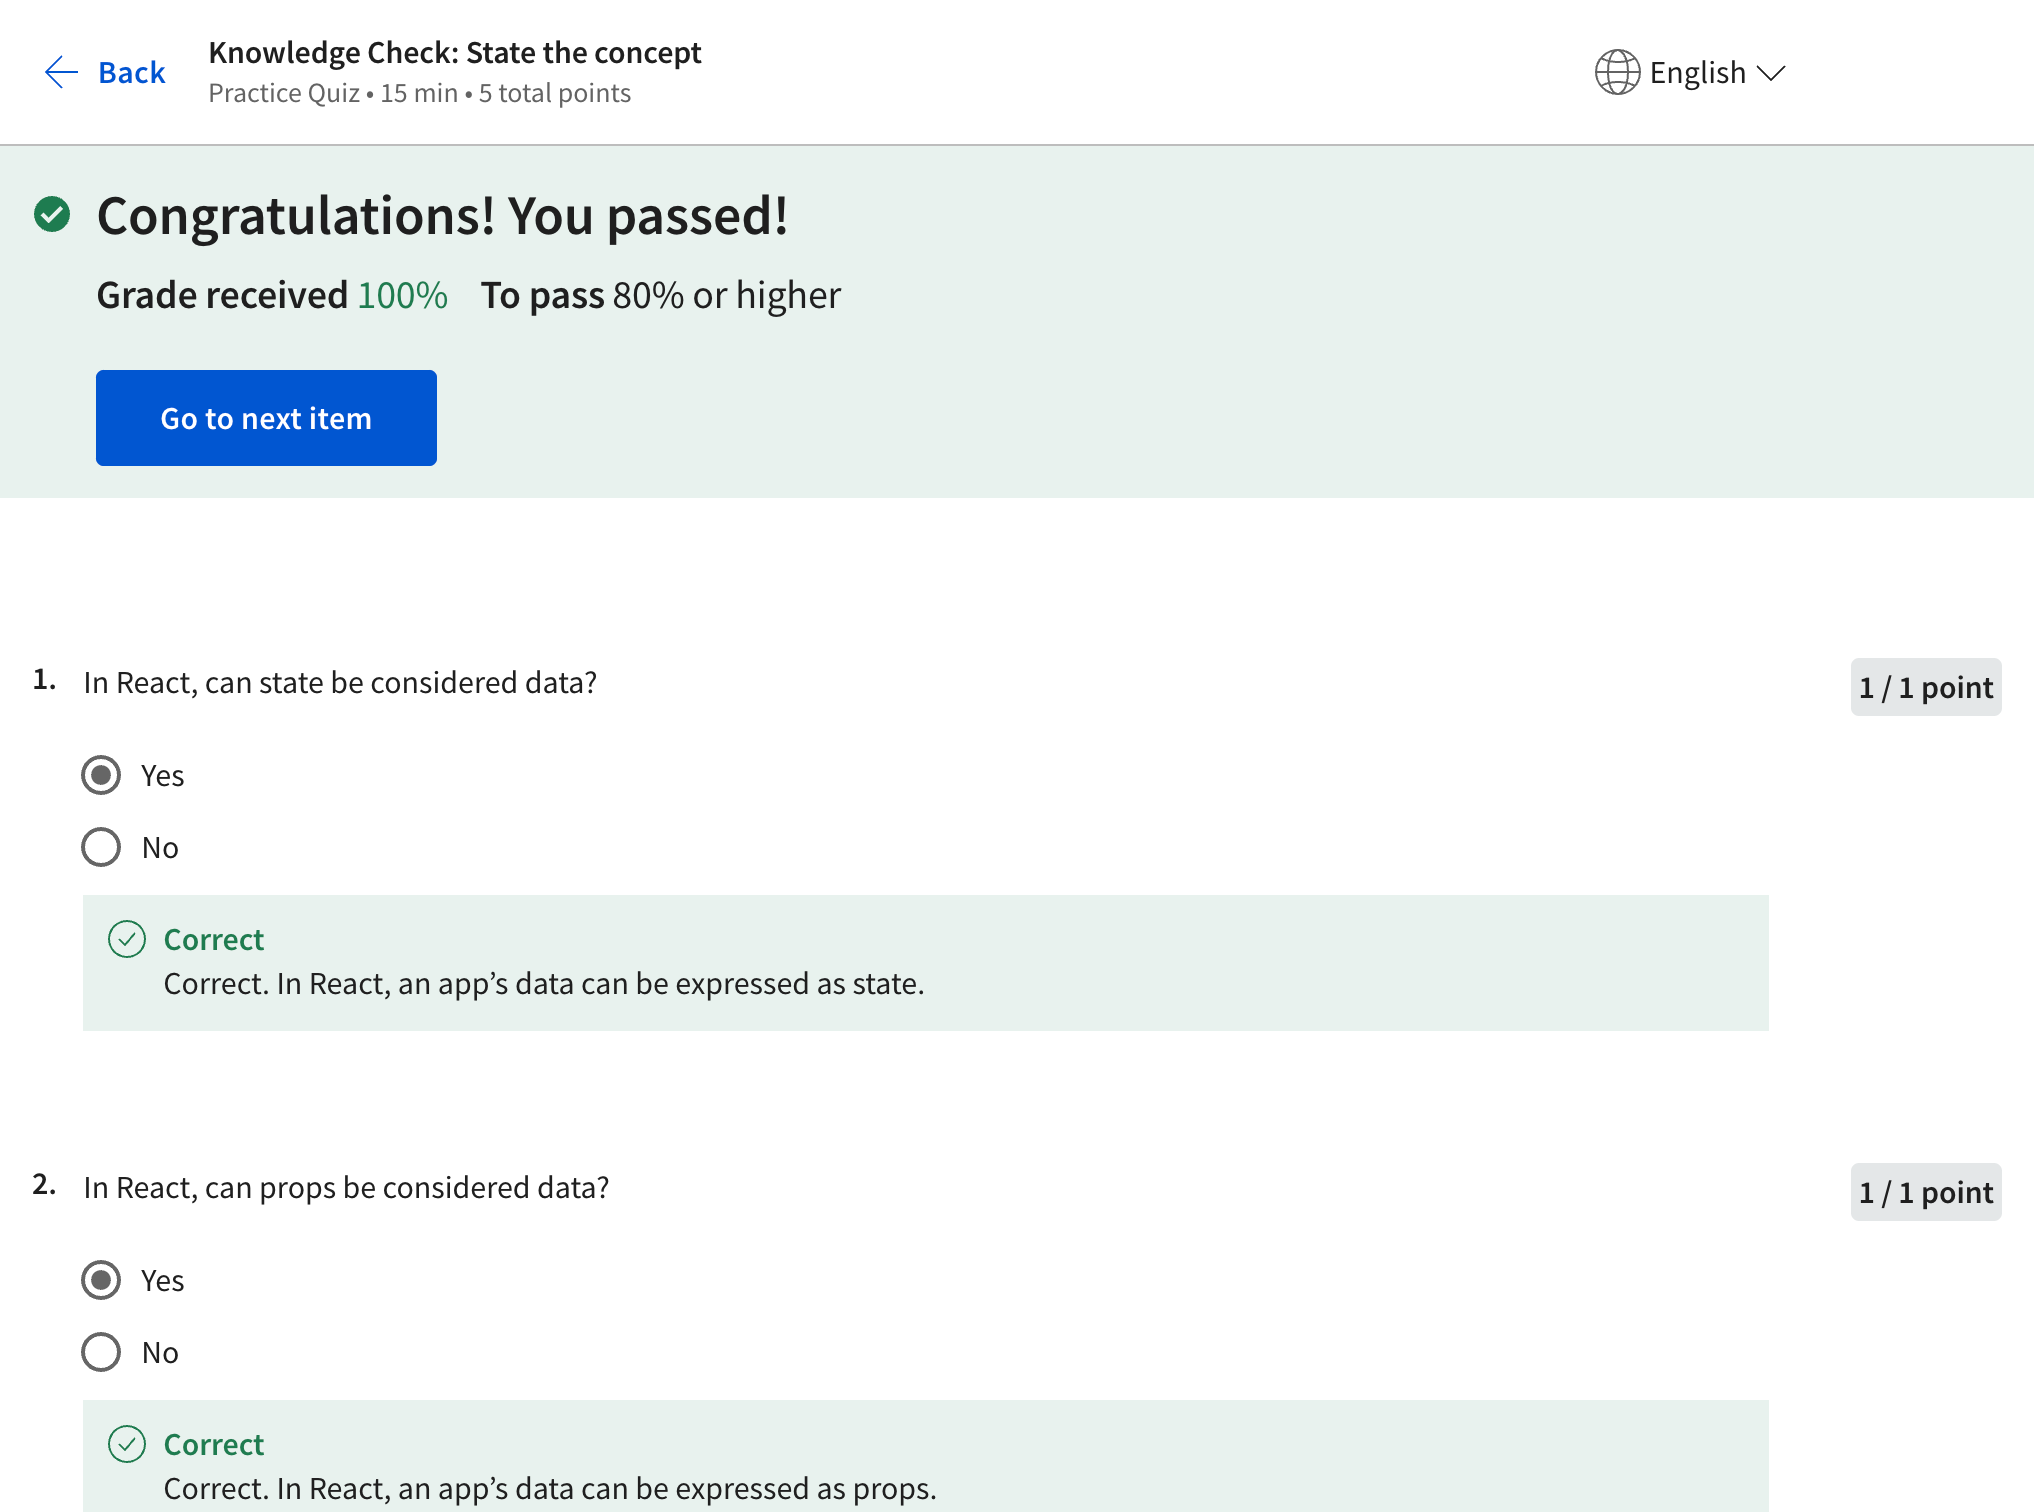 Back
Knowledge Check: State the concept
Practice Quiz • 15 min • 5 total points
English
Congratulations! You passed!
Grade received 100% To pass 80% or higher
Go to next item
1. In React, can state be considered data?
1 / 1 point
Yes
No
Correct
Correct. In React, an app’s data can be expressed as state.
2. In React, can props be considered data?
1 / 1 point
Yes
No
Correct
Correct. In React, an app’s data can be expressed as props.